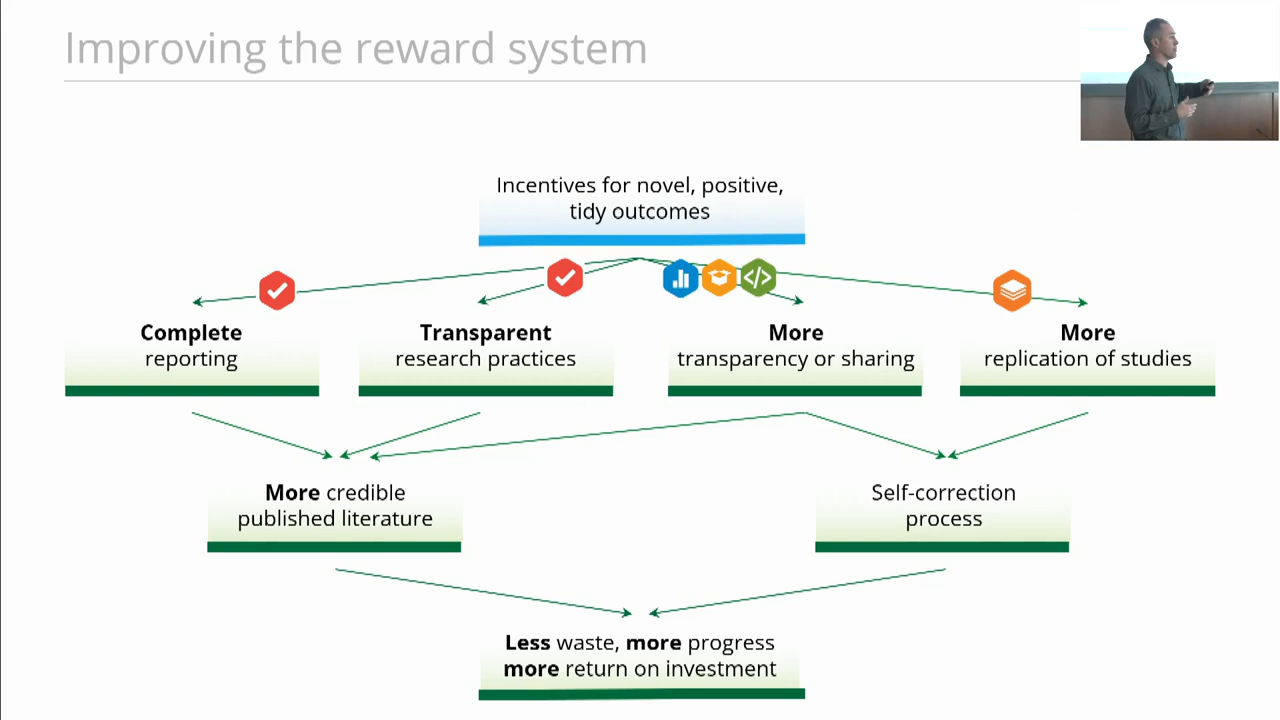 Improving the reward system
Incentives for novel, positive,
tidy outcomes
</>
Complete
reporting
Transparent
research practices
More
transparency or sharing
More
replication of studies
More credible
published literature
Self-correction
process
Less waste, more progress
more return on investment